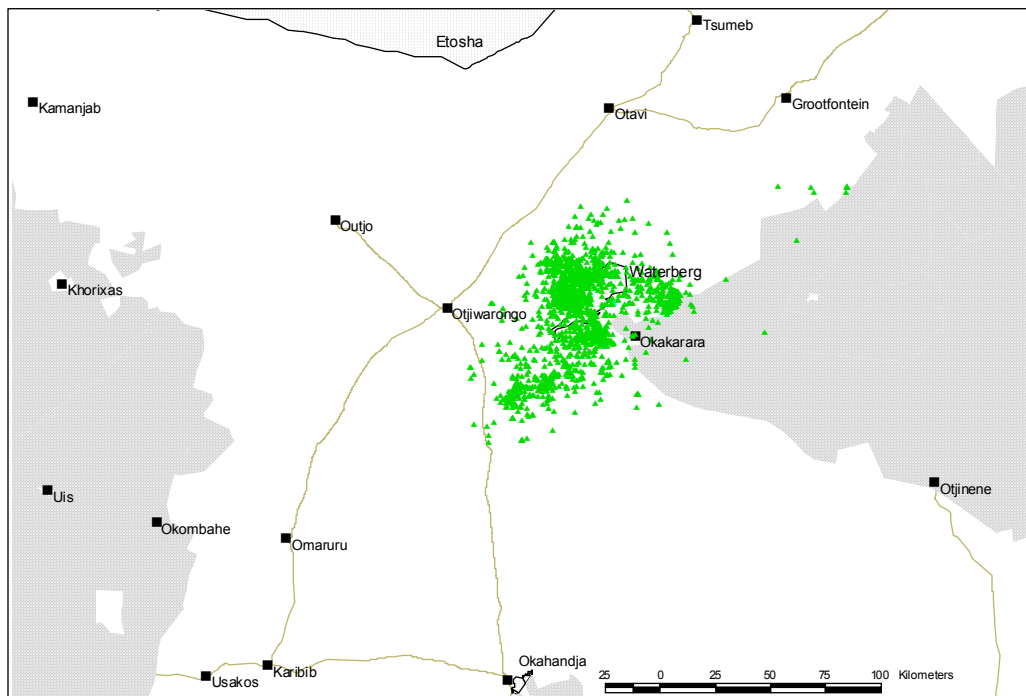 Tsumeb
Etosha
Kamanjab
Grootfontein
Otavi
Outjo
Waterberg
Khorixas
Otjiwarongo
Okakarara
Otjinene
Uis
Okombahe
Omaruru
Okahandja
Karibib
Usakos
25 0 25 50 75 100 Kilometers